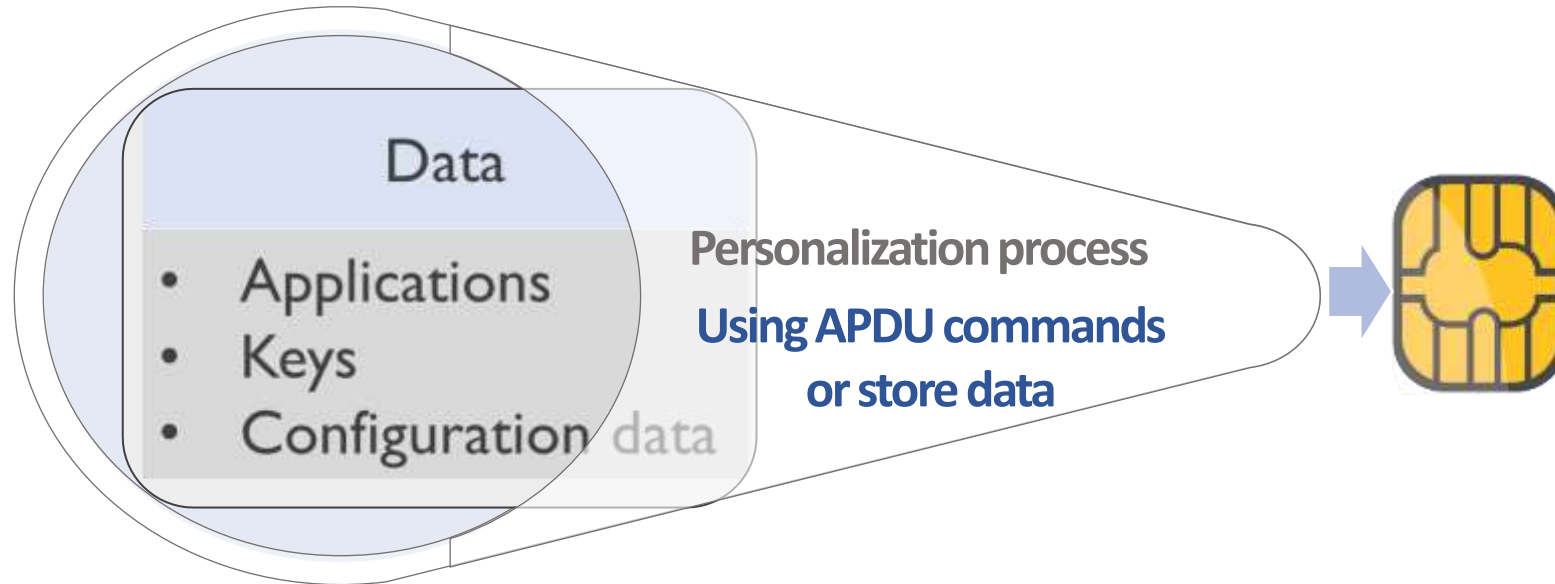 Data
• Applications
• Keys
• Configuration data
Personalization process
Using APDU commands
or store data